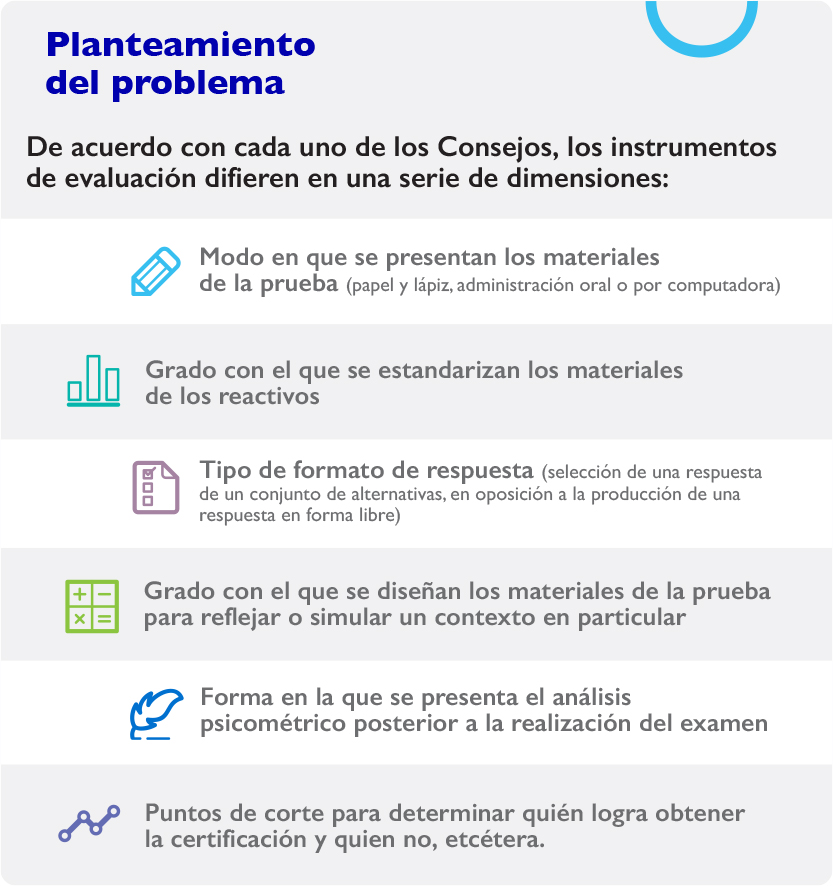 Planteamiento
del problema
De acuerdo con cada uno de los Consejos, los instrumentos
de evaluación difieren en una serie de dimensiones:
Modo en que se presentan los materiales
de la prueba (papel y lápiz, administración oral o por computadora)
Grado con el que se estandarizan los materiales
de los reactivos
Tipo de formato de respuesta (selección de una respuesta
de un conjunto de alternativas, en oposición a la producción de una
respuesta en forma libre)
Grado con el que se diseñan los materiales de la prueba
para reflejar o simular un contexto en particular
Forma en la que se presenta el análisis
psicométrico posterior a la realización del examen
Puntos de corte para determinar quién logra obtener
la certificación y quien no, etcétera.